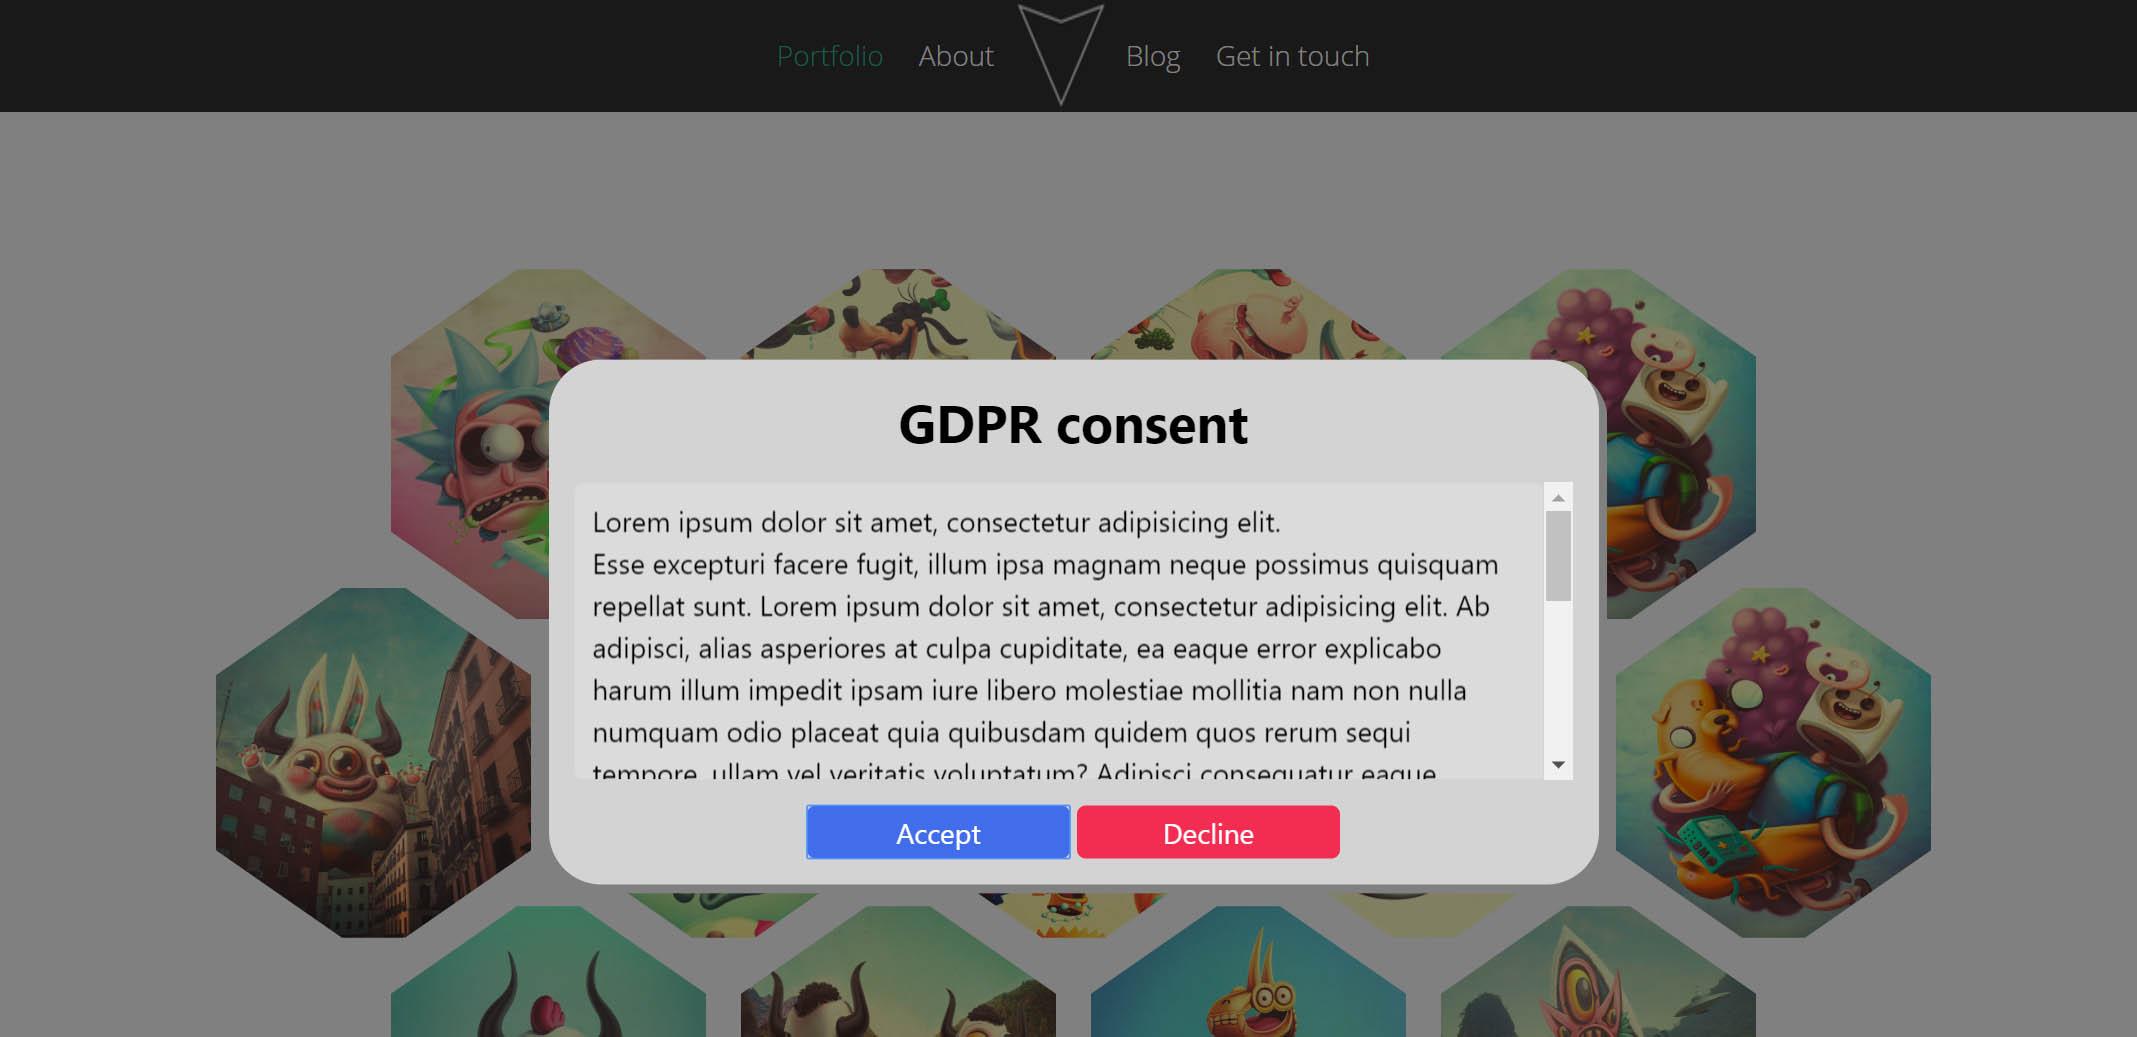 Portfolio About Blog Get in touch
GDPR consent
Lorem ipsum dolor sit amet, consectetur adipisicing elit.
Esse excepturi facere fugit, illum ipsa magnam neque possimus quisquam
repellat sunt. Lorem ipsum dolor sit amet, consectetur adipisicing elit. Ab
adipisci, alias asperiores at culpa cupiditate, ea eaque error explicabo
harum illum impedit ipsam iure libero molestiae mollitia nam non nulla
numquam odio placeat quia quibusdam quidem quos rerum sequi
tempore, ullam vel veritatis voluptatum? Adipisci consequatur eaque
Accept Decline